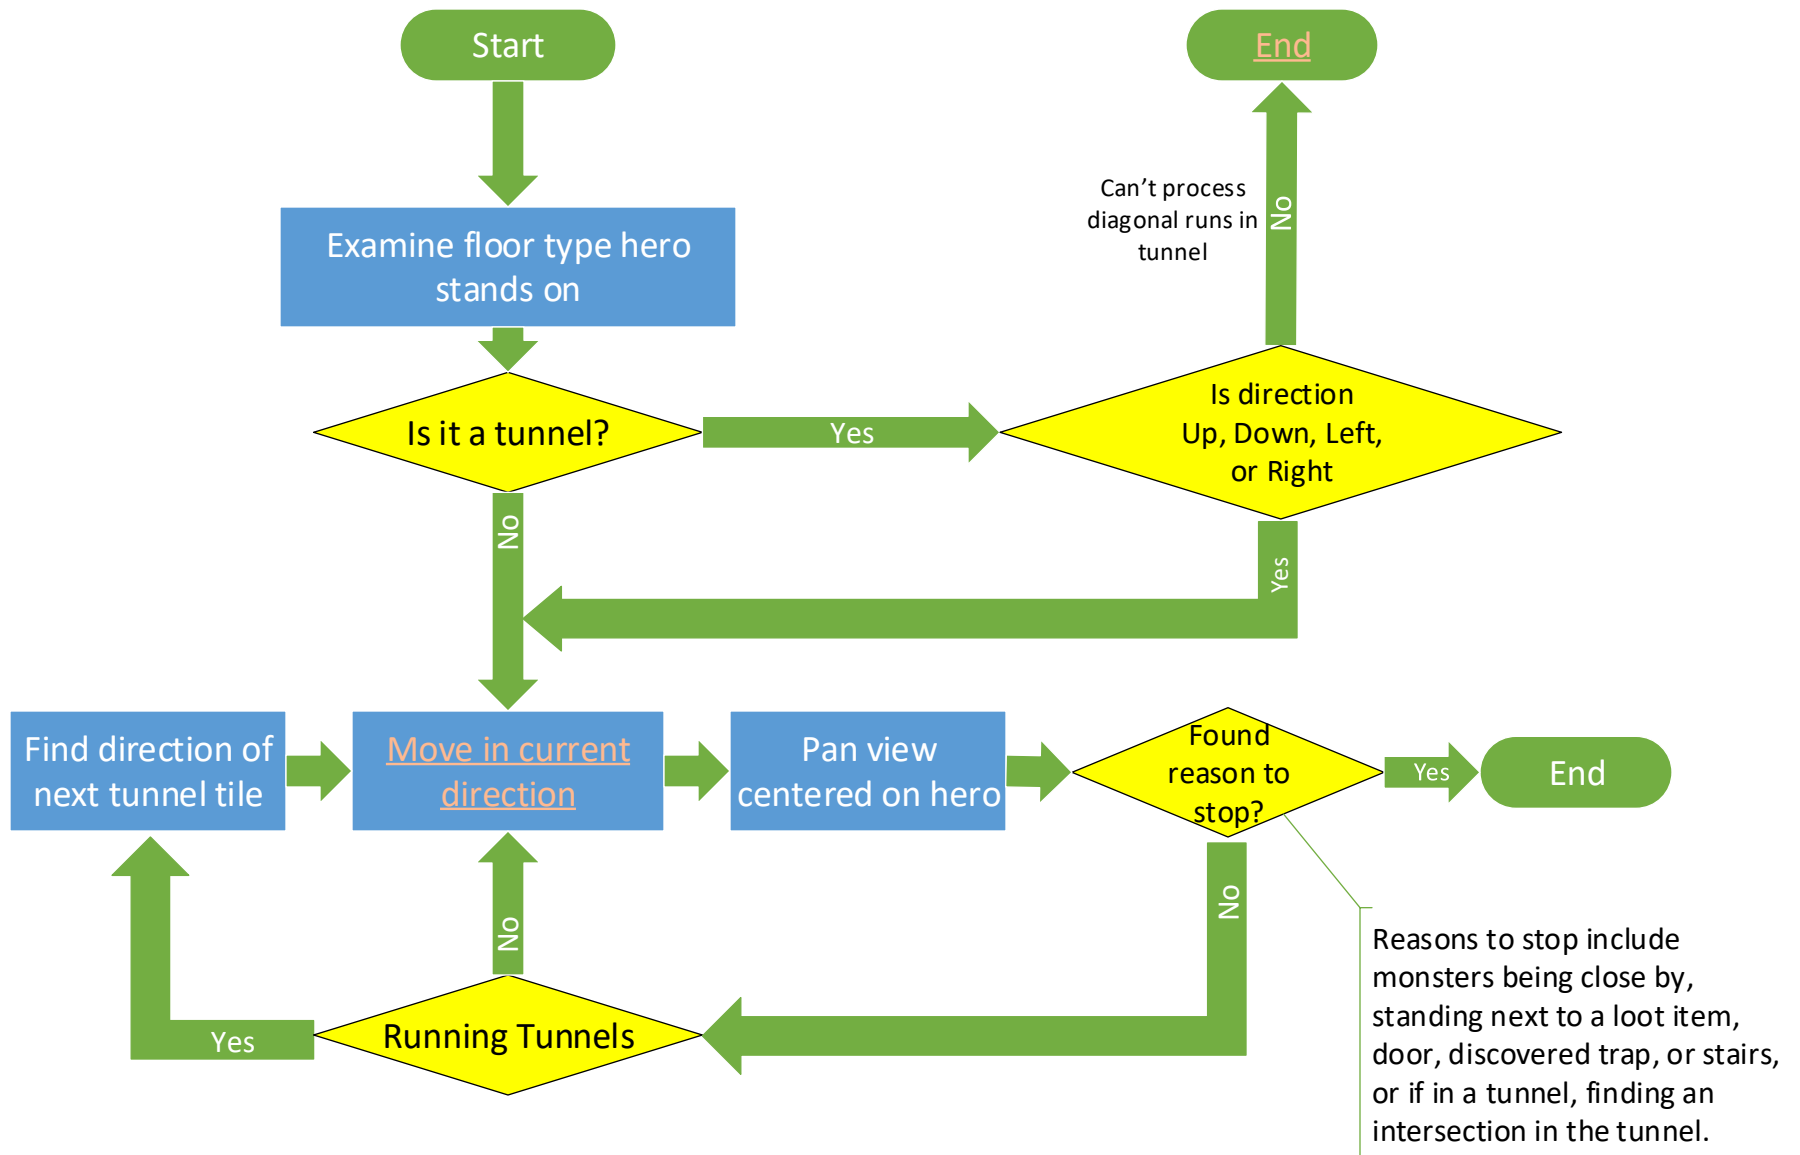 Start
End
Can't process
diagonal runs in
tunnel
No
Examine floor type hero
stands on
Is it a tunnel?
Yes
Is direction
Up, Down, Left,
or Right
No
Yes
Find direction of
next tunnel tile
Move in current
direction
Pan view
centered on hero
Found
reason to
stop?
Yes
End
No
No
Running Tunnels
Yes
Reasons to stop include
monsters being close by,
standing next to a loot item,
door, discovered trap, or stairs,
or if in a tunnel, finding an
intersection in the tunnel.